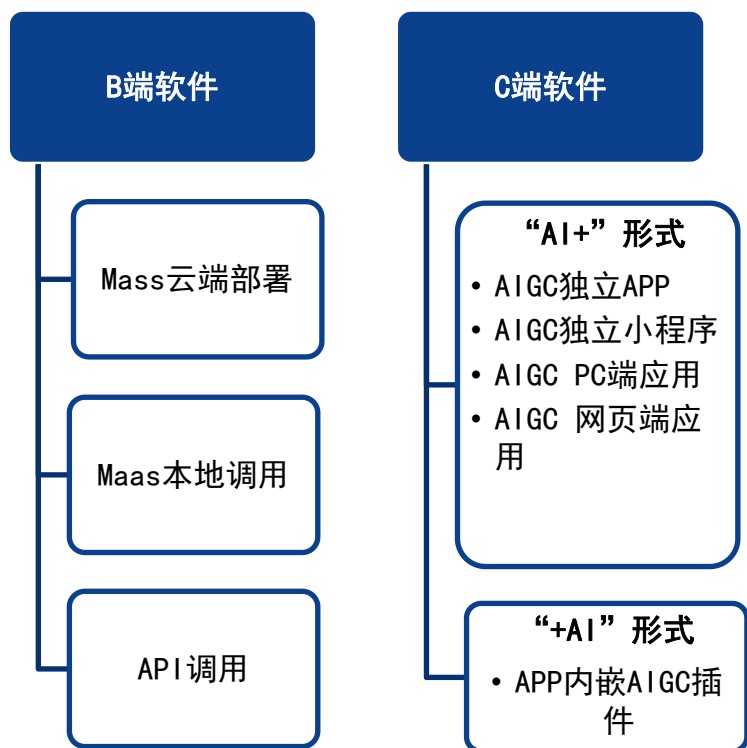 B端软件
Mass云端部署
Maas本地调用
API调用
C端软件
“AI+”形式
• AIGC独立APP
• AIGC独立小程序
• AIGC PC端应用
• AIGC 网页端应
用
“+AI”形式
• APP内嵌AIGC插
件